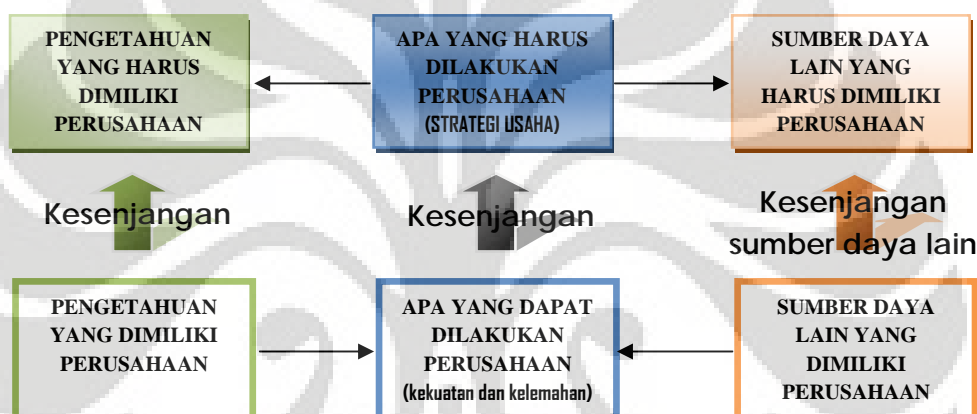 PENGETAHUAN
YANG HARUS
DIMILIKI
PERUSAHAAN
APA YANG HARUS
DILAKUKAN
PERUSAHAAN
(STRATEGI USAHA)
SUMBER DAYA
LAIN YANG
HARUS DIMILIKI
PERUSAHAAN
Kesenjangan
Kesenjangan
Kesenjangan
sumber daya lain
PENGETAHUAN
YANG DIMILIKI
PERUSAHAAN
APA YANG DAPAT
DILAKUKAN
PERUSAHAAN
(kekuatan dan kelemahan)
SUMBER DAYA
LAIN YANG
DIMILIKI
PERUSAHAAN